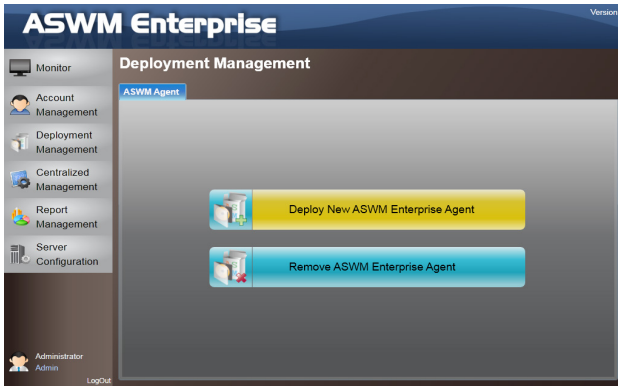 ASWM Enterprise
Version
Monitor
Account
Management
Deployment
Management
Centralized
Management
Report
Management
Server
Configuration
Administrator
Admin
LogOut
Deployment Management
ASWM Agent
Deploy New ASWM Enterprise Agent
Remove ASWM Enterprise Agent